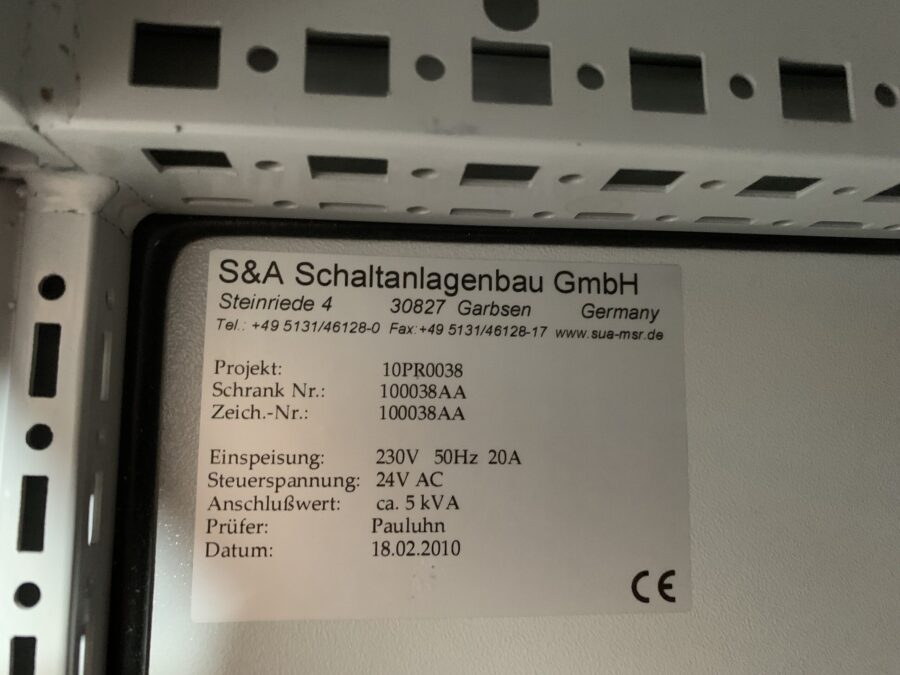 S&A Schaltanlagenbau GmbH
Steinriede 4 30827 Garbsen Germany
Tel.: +49 5131/46128-0 Fax:+49 5131/46128-17 www.sua-msr.de
Projekt: 10PR0038
Schrank Nr.: 100038AA
Zeich.-Nr.: 100038AA
Einspeisung: 230V 50Hz 20A
Steuerspannung: 24V AC
Anschlußwert: ca. 5 kVA
Prüfer: Pauluhn
Datum: 18.02.2010
CE